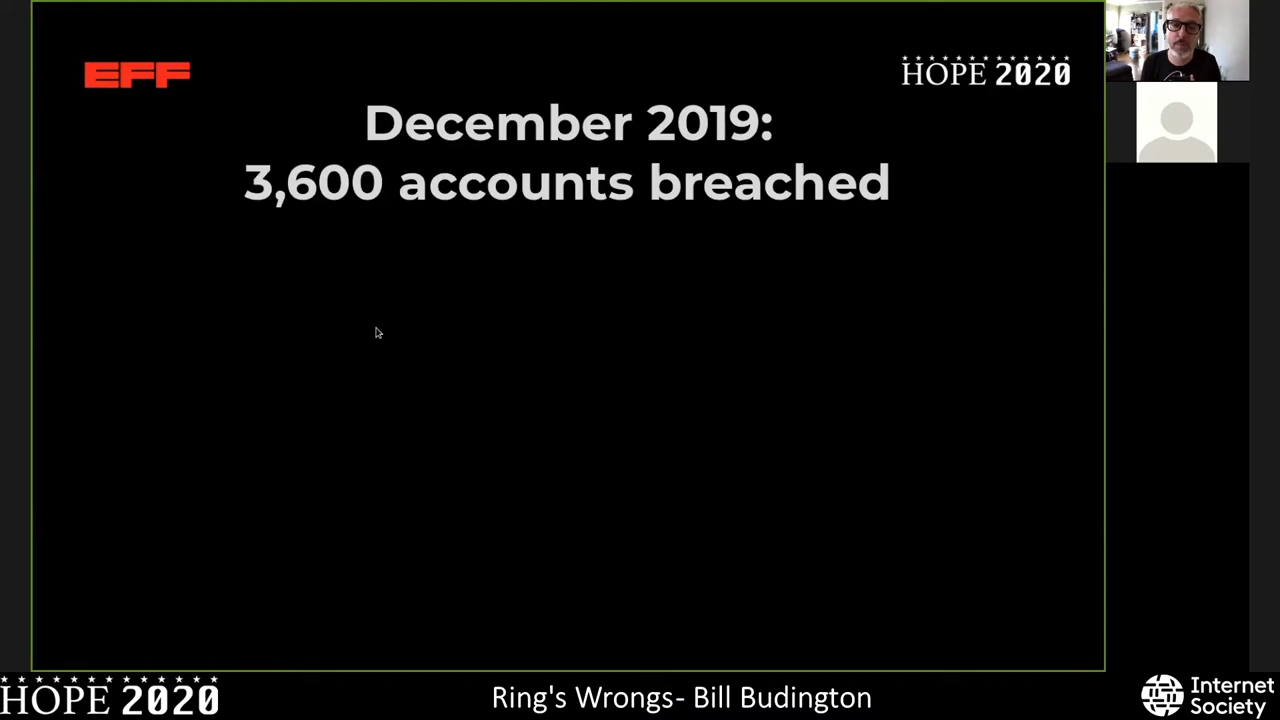 EFF
HOPE 2020
December 2019:
3,600 accounts breached
HOPE 2020
Ring's Wrongs- Bill Budington
Internet
Society